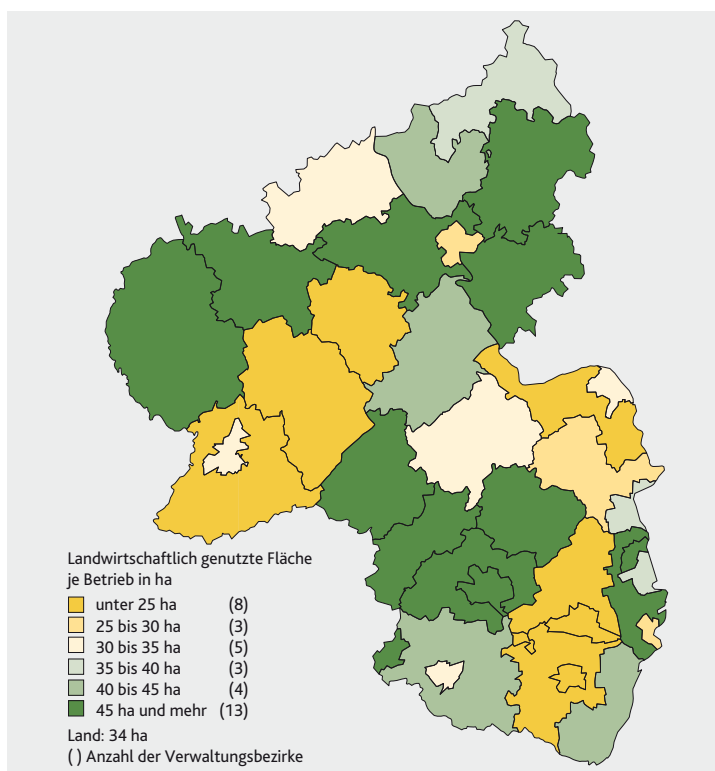 Landwirtschaftlich genutzte Fläche
je Betrieb in ha
unter 25 ha (8)
25 bis 30 ha (3)
30 bis 35 ha (5)
35 bis 40 ha (3)
40 bis 45 ha (4)
45 ha und mehr (13)
Land: 34 ha
( ) Anzahl der Verwaltungsbezirke